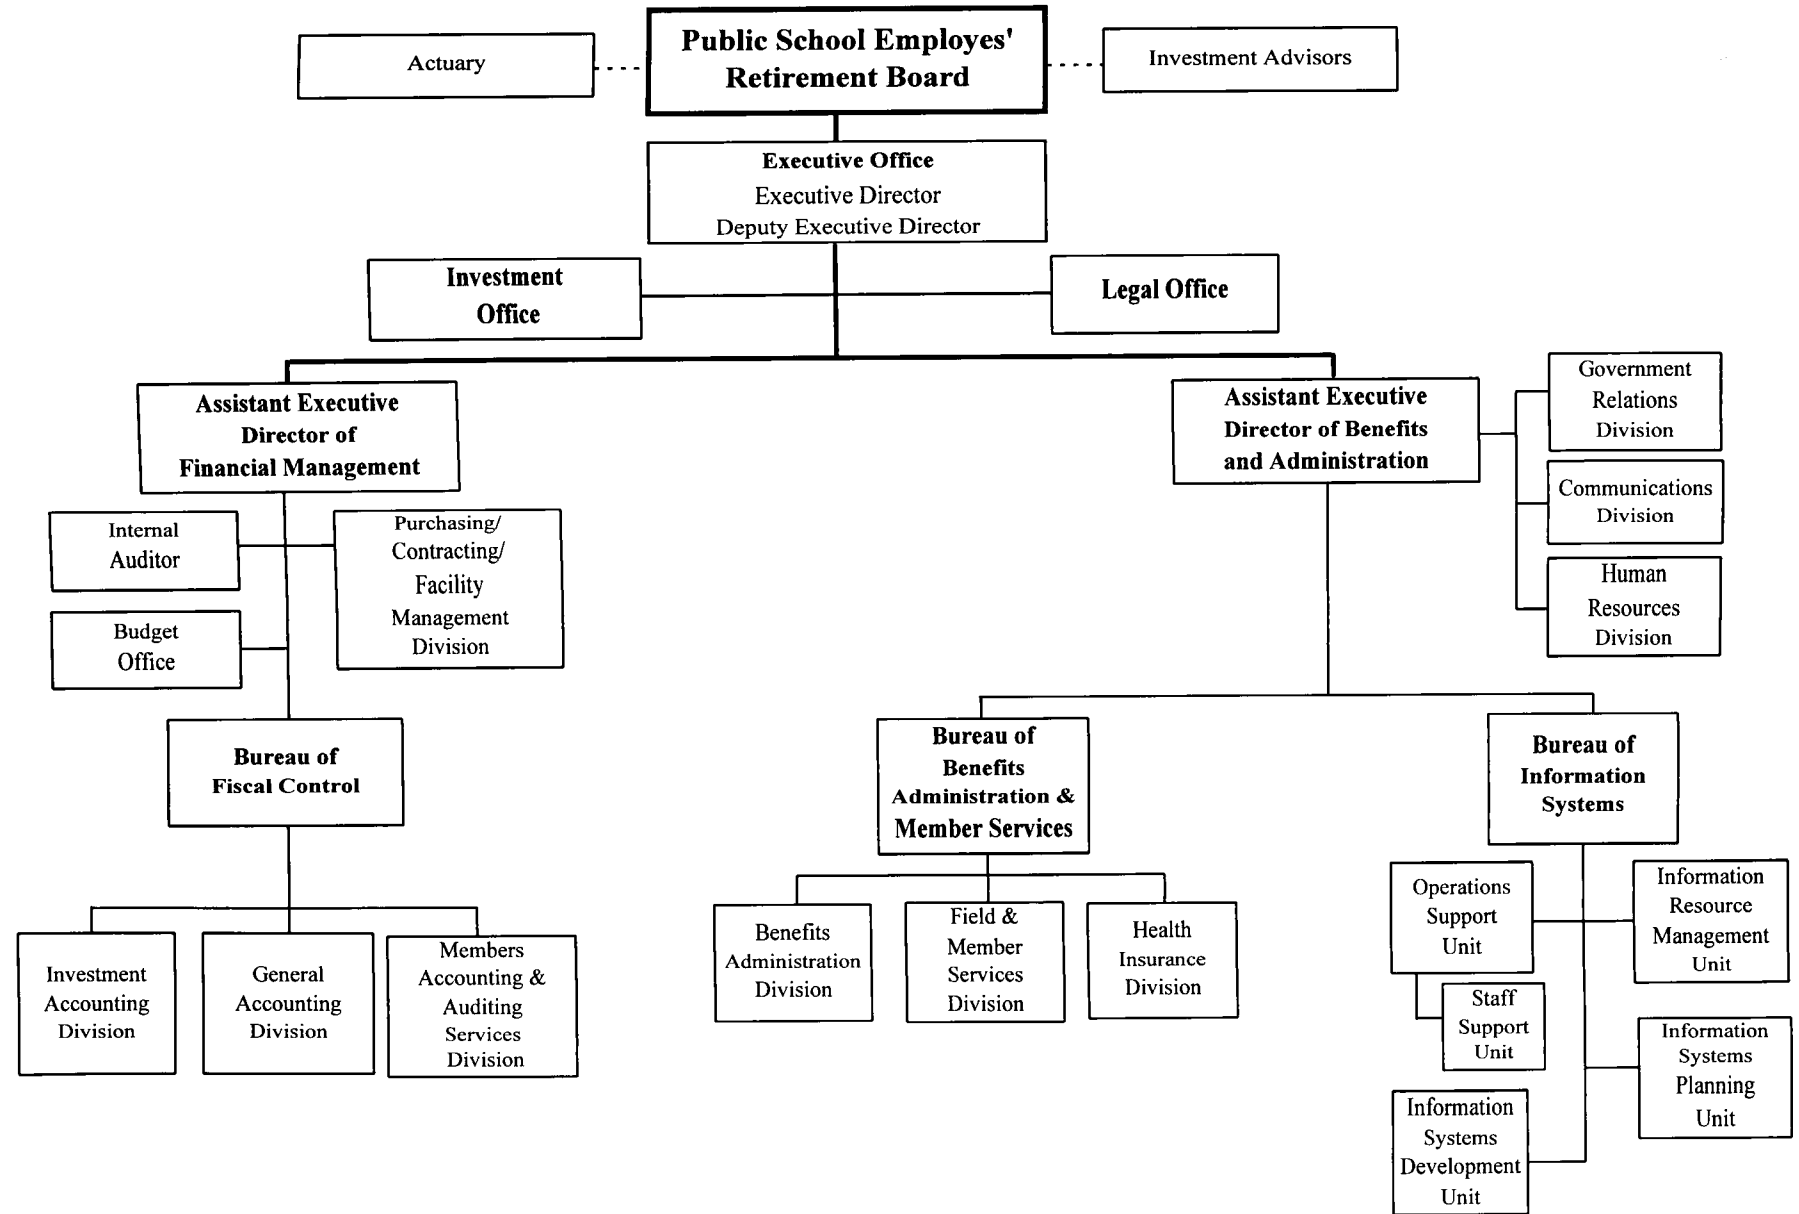 Actuary
Public School Employes'
Retirement Board
Investment Advisors
Executive Office
Executive Director
Deputy Executive Director
Investment
Office
Legal Office
Assistant Executive
Director of
Financial Management
Assistant Executive
Director of Benefits
and Administration
Government
Relations
Division
Communications
Division
Human
Resources
Division
Internal
Auditor
Purchasing/
Contracting/
Facility
Management
Division
Budget
Office
Bureau of
Fiscal Control
Bureau of
Benefits
Administration &
Member Services
Bureau of
Information
Systems
Investment
Accounting
Division
General
Accounting
Division
Members
Accounting &
Auditing
Services
Division
Benefits
Administration
Division
Field &
Member
Services
Division
Health
Insurance
Division
Operations
Support
Unit
Information
Resource
Management
Unit
Staff
Support
Unit
Information
Systems
Planning
Unit
Information
Systems
Development
Unit